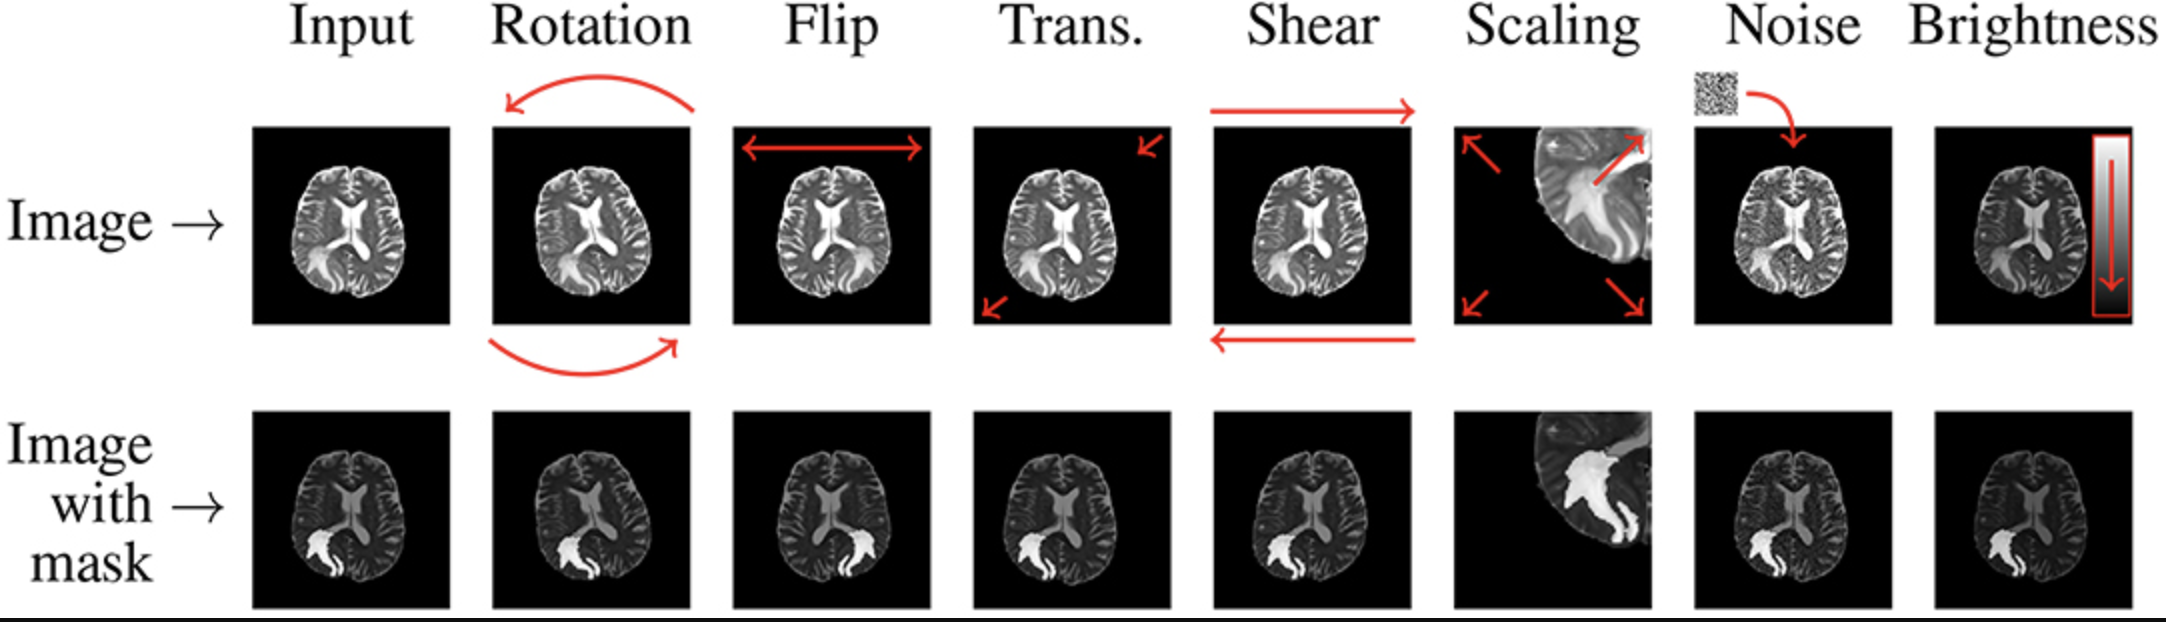 Input Rotation Flip Trans. Shear Scaling Noise Brightness
Image →
Image
with →
mask